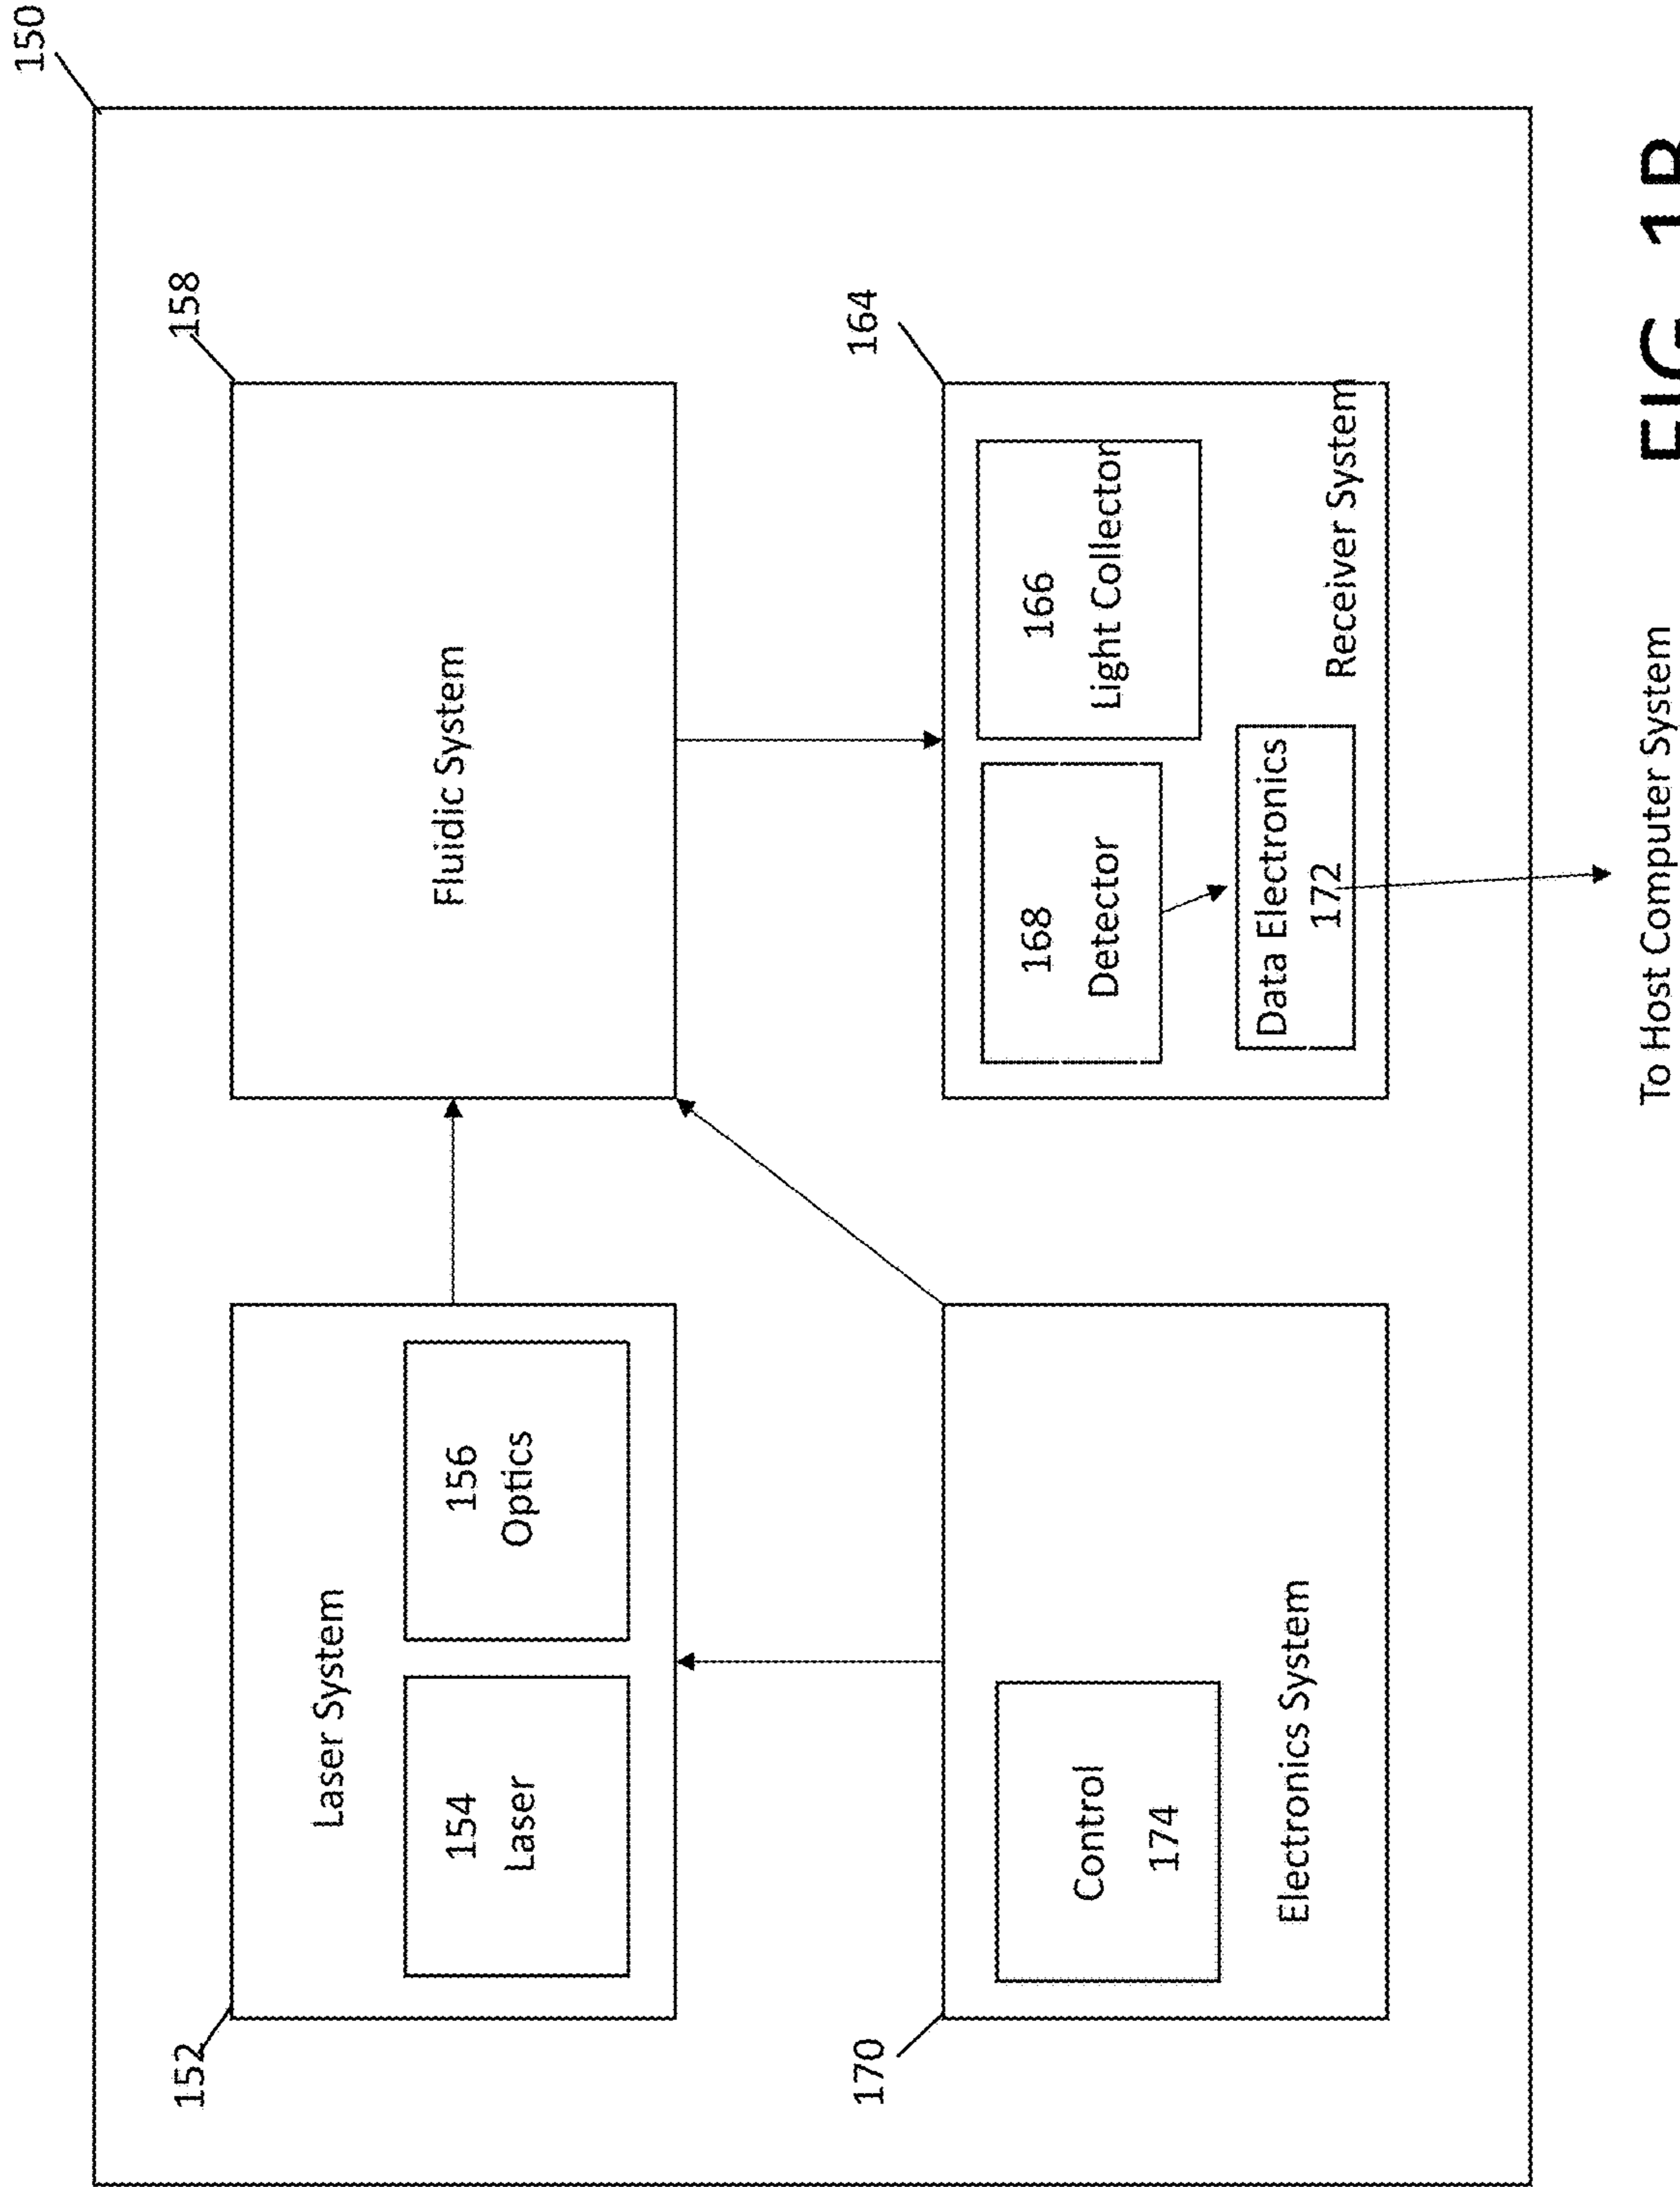 150
152
Laser System
154
Laser
156
Optics
158
Fluidic System
170
Control
174
Electronics System
164
168
Detector
166
Light Collector
Data Electronics
172
Receiver System
To Host Computer System
FIG. 1B